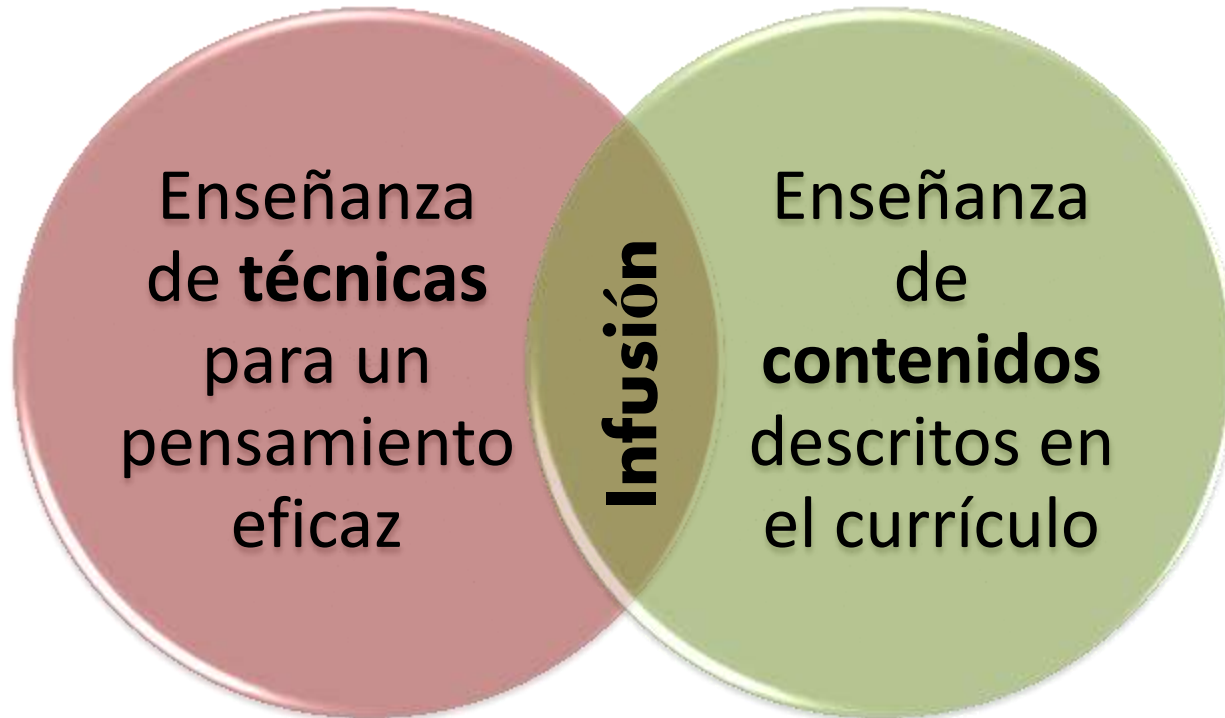 Enseñanza
de técnicas
para un
pensamiento
eficaz
Infusión
Enseñanza
de
contenidos
descritos en
el currículo